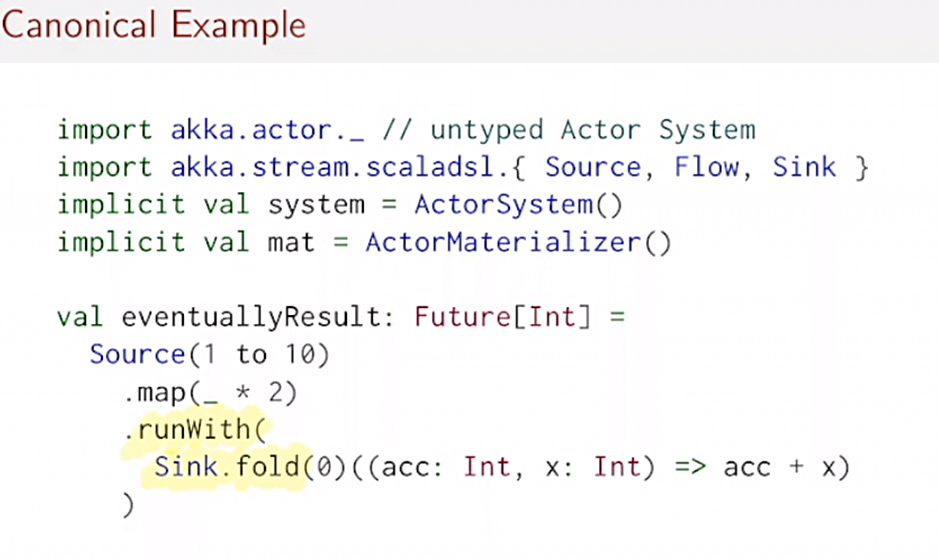 Canonical Example
import akka.actor._ // untyped Actor System
import akka.stream.scaladsl.{ Source, Flow, Sink }
implicit val system = ActorSystem()
implicit val mat = ActorMaterializer()
val eventuallyResult: Future[Int] =
Source(1 to 10)
.map(_ * 2)
.runWith(
Sink.fold(0)((acc: Int, x: Int) => acc + x)
)